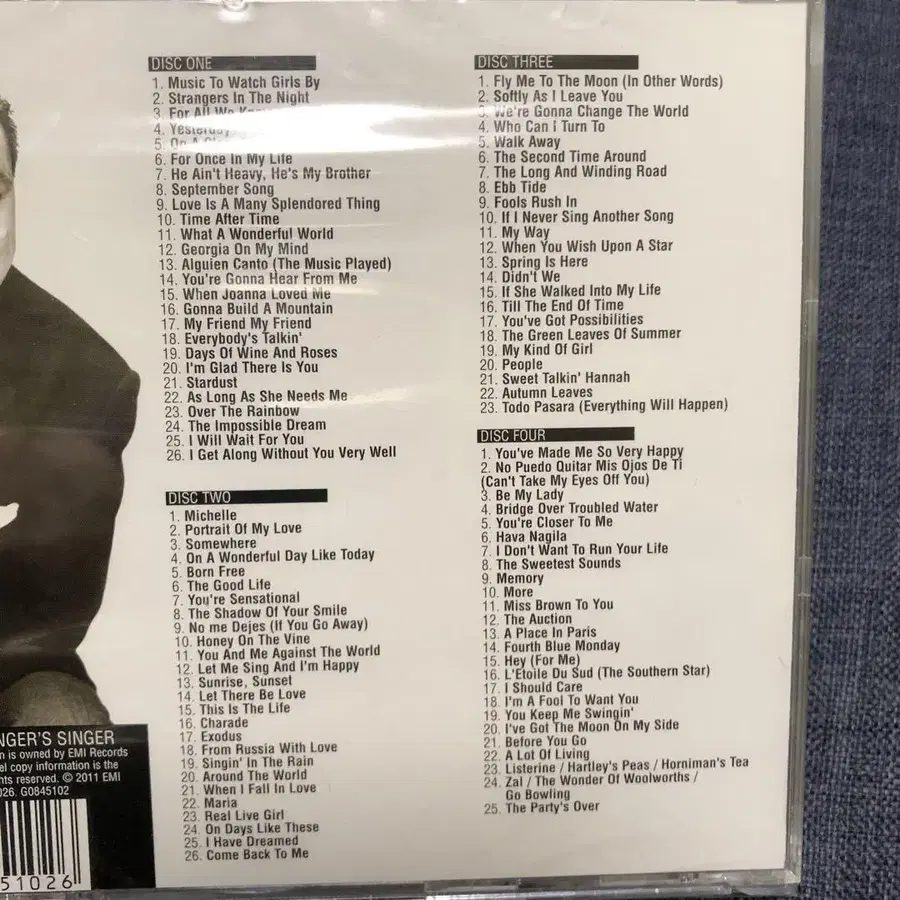 DISC ONE
1. Music To Watch Girls By
2. Strangers In The Night
3. For All We Know
4. Yesterday
5. On A
6. For Once In My Life
7. He Ain't Heavy, He's My Brother
8. September Song
9. Love Is A Many Splendored Thing
10. Time After Time
11. What A Wonderful World
12. Georgia On My Mind
13. Alguien Canto (The Music Played)
14. You're Gonna Hear From Me
15. When Joanna Loved Me
16. Gonna Build A Mountain
17. My Friend My Friend
18. Everybody's Talkin'
19. Days Of Wine And Roses
20. I'm Glad There Is You
21. Stardust
22. As Long As She Needs Me
23. Over The Rainbow
24. The Impossible Dream
25. I Will Wait For You
26. I Get Along Without You Very Well
DISC TWO
1. Michelle
2. Portrait Of My Love
3. Somewhere
4. On A Wonderful Day Like Today
5. Born Free
6. The Good Life
7. You're Sensational
8. The Shadow Of Your Smile
9. No me Dejes (If You Go Away)
10. Honey On The Vine
11. You And Me Against The World
12. Let Me Sing And I'm Happy
13. Sunrise, Sunset
14. Let There Be Love
15. This Is The Life
16. Charade
17. Exodus
18. From Russia With Love
19. Singin' In The Rain
20. Around The World
21. When I Fall In Love
22. Maria
23. Real Live Girl
24. On Days Like These
25. I Have Dreamed
26. Come Back To Me
DISC THREE
1. Fly Me To The Moon (In Other Words)
2. Softly As I Leave You
3. We're Gonna Change The World
4. Who Can I Turn To
5. Walk Away
6. The Second Time Around
7. The Long And Winding Road
8. Ebb Tide
9. Fools Rush In
10. If I Never Sing Another Song
11. My Way
12. When You Wish Upon A Star
13. Spring Is Here
14. Didn't We
15. If She Walked Into My Life
16. Till The End Of Time
17. You've Got Possibilities
18. The Green Leaves Of Summer
19. My Kind Of Girl
20. People
21. Sweet Talkin' Hannah
22. Autumn Leaves
23. Todo Pasara (Everything Will Happen)
DISC FOUR
1. You've Made Me So Very Happy
2. No Puedo Quitar Mis Ojos De Ti
(Can't Take My Eyes Off You)
3. Be My Lady
4. Bridge Over Troubled Water
5. You're Closer To Me
6. Hava Nagila
7. I Don't Want To Run Your Life
8. The Sweetest Sounds
9. Memory
10. More
11. Miss Brown To You
12. The Auction
13. A Place In Paris
14. Fourth Blue Monday
15. Hey (For Me)
16. L'Etoile Du Sud (The Southern Star)
17. I Should Care
18. I'm A Fool To Want You
19. You Keep Me Swingin'
20. I've Got The Moon On My Side
21. Before You Go
22. A Lot Of Living
23. Listerine / Hartley's Peas / Horniman's Tea
24. Zal / The Wonder Of Woolworths /
Go Bowling
25. The Party's Over
NGER'S SINGER
n is owned by EMI Records
el copy information is the
nts reserved. © 2011 EMI
026. G0845102
51026